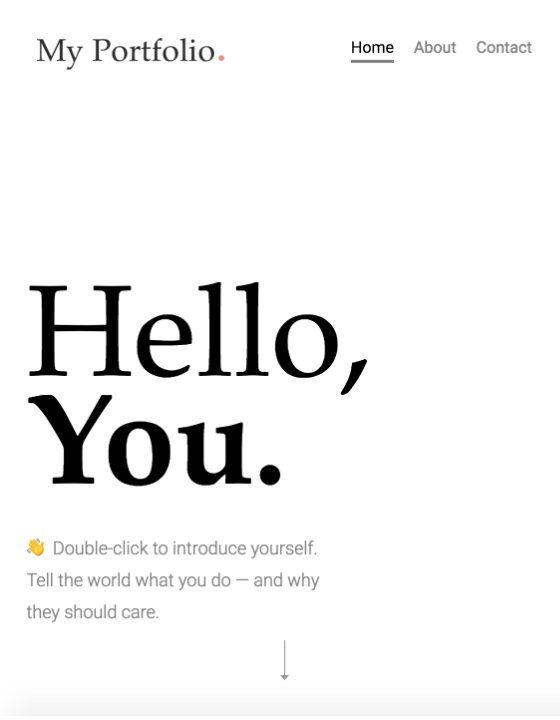 My Portfolio.
Home About Contact
Hello,
You.
👋 Double-click to introduce yourself.
Tell the world what you do — and why
they should care.